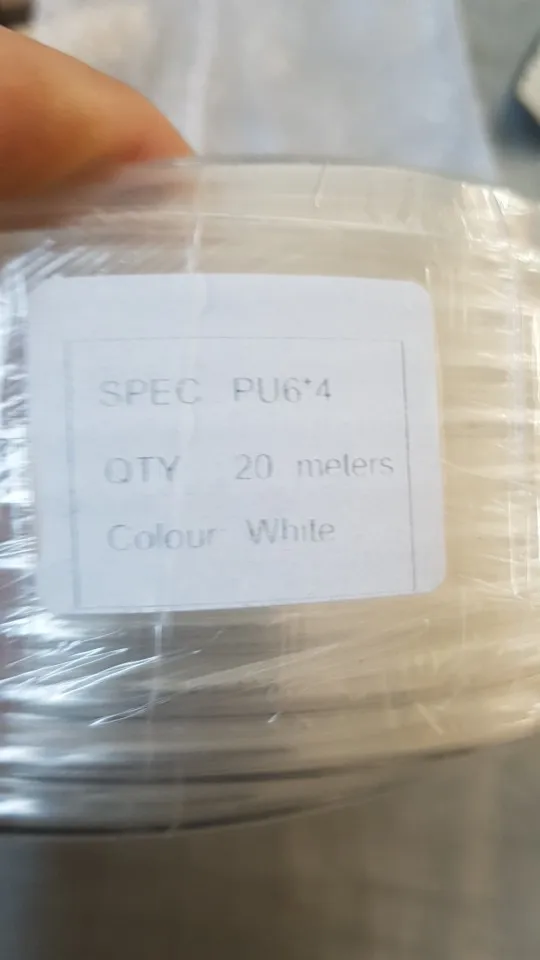 SPEC PU6*4
QTY 20 meters
Colour White